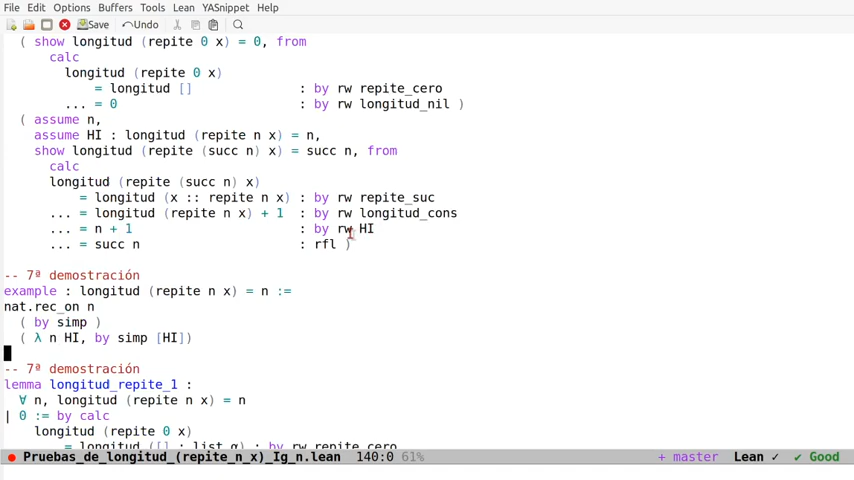 File Edit Options Buffers Tools Lean YASnippet Help
Save Undo
( show longitud (repite 0 x) = 0, from
calc
longitud (repite 0 x)
= longitud [] : by rw repite_cero
... = 0 : by rw longitud_nil )
( assume n,
assume HI : longitud (repite n x) = n,
show longitud (repite (succ n) x) = succ n, from
calc
longitud (repite (succ n) x)
= longitud (x :: repite n x) : by rw repite_suc
... = longitud (repite n x) + 1 : by rw longitud_cons
... = n + 1 : by rw HI
... = succ n : rfl )
-- 7ª demostración
example : longitud (repite n x) = n :=
nat.rec_on n
( by simp )
( λ n HI, by simp [HI])
-- 7ª demostración
lemma longitud_repite_1 :
∀ n, longitud (repite n x) = n
| 0 := by calc
longitud (repite 0 x)
= longitud ([] : list α) : by rw repite_cero
Pruebas_de_longitud_(repite_n_x)_Ig_n.lean 140:0 61% + master Lean ✓ ✔ Good